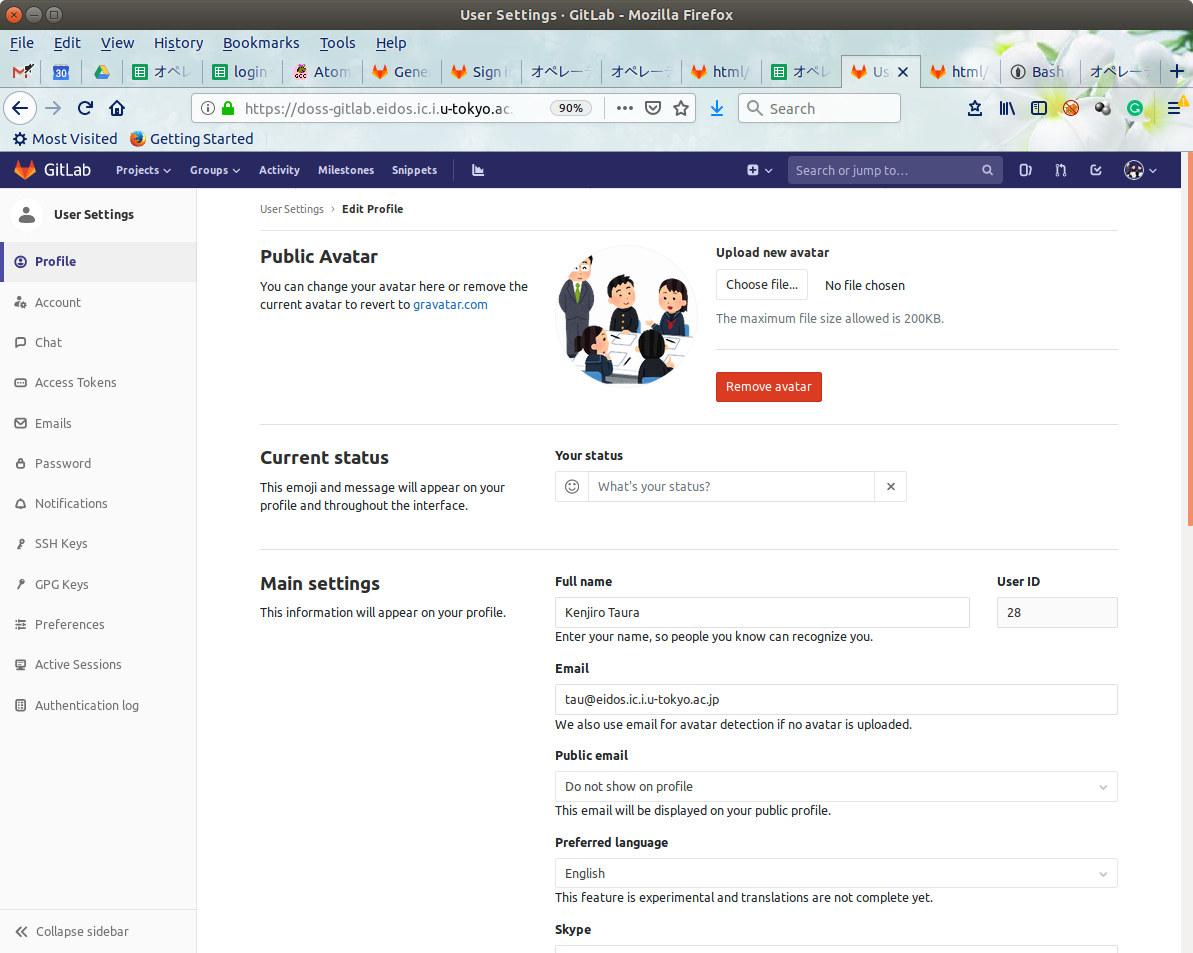 User Settings · GitLab - Mozilla Firefox
File Edit View History Bookmarks Tools Help
30 オペレ login Atom Gene Sign i オペレー オペレー html/ オペレ Us html/ Bash オペレー
https://doss-gitlab.eidos.ic.i.u-tokyo.ac. 90% Search
Most Visited Getting Started
GitLab Projects Groups Activity Milestones Snippets Search or jump to…
User Settings
Profile
Account
Chat
Access Tokens
Emails
Password
Notifications
SSH Keys
GPG Keys
Preferences
Active Sessions
Authentication log
Collapse sidebar
User Settings › Edit Profile
Public Avatar
You can change your avatar here or remove the
current avatar to revert to gravatar.com
Upload new avatar
Choose file... No file chosen
The maximum file size allowed is 200KB.
Remove avatar
Current status
This emoji and message will appear on your
profile and throughout the interface.
Your status
What's your status?
Main settings
This information will appear on your profile.
Full name
Kenjiro Taura
Enter your name, so people you know can recognize you.
User ID
28
Email
tau@eidos.ic.i.u-tokyo.ac.jp
We also use email for avatar detection if no avatar is uploaded.
Public email
Do not show on profile
This email will be displayed on your public profile.
Preferred language
English
This feature is experimental and translations are not complete yet.
Skype